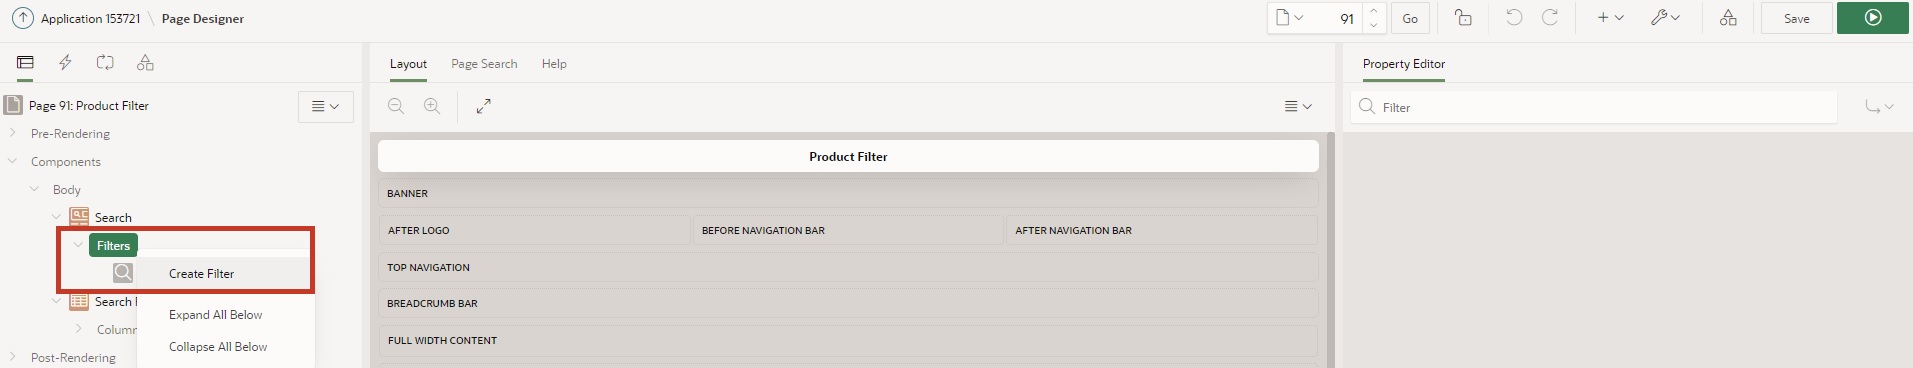 Application 153721 \ Page Designer
91
Go
Save
Layout
Page Search
Help
Property Editor
Page 91: Product Filter
Filter
Pre-Rendering
Components
Product Filter
Body
BANNER
Search
AFTER LOGO
BEFORE NAVIGATION BAR
AFTER NAVIGATION BAR
Filters
Create Filter
TOP NAVIGATION
Search
BREADCRUMB BAR
Expand All Below
Colum
FULL WIDTH CONTENT
Collapse All Below
Post-Rendering